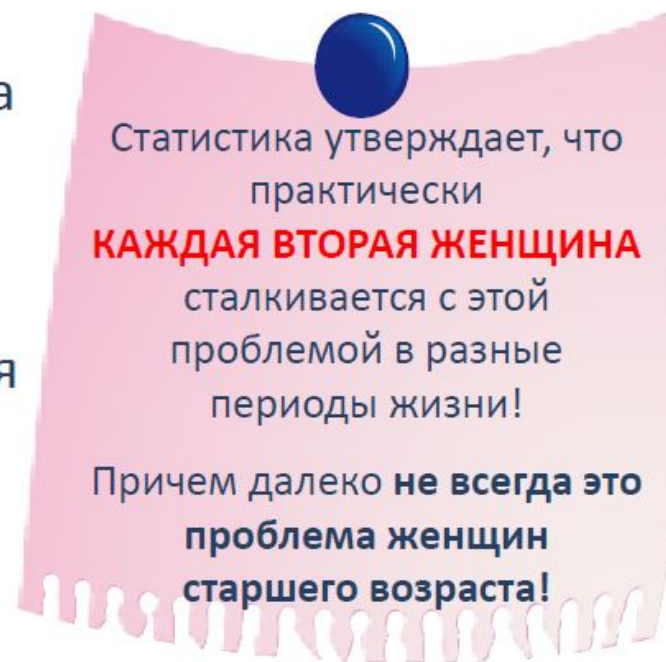 а
Статистика утверждает, что
практически
КАЖДАЯ ВТОРАЯ ЖЕНЩИНА
сталкивается с этой
я
проблемой в разные
периоды жизни!
Причем далеко не всегда это
проблема женщин
старшего возраста!